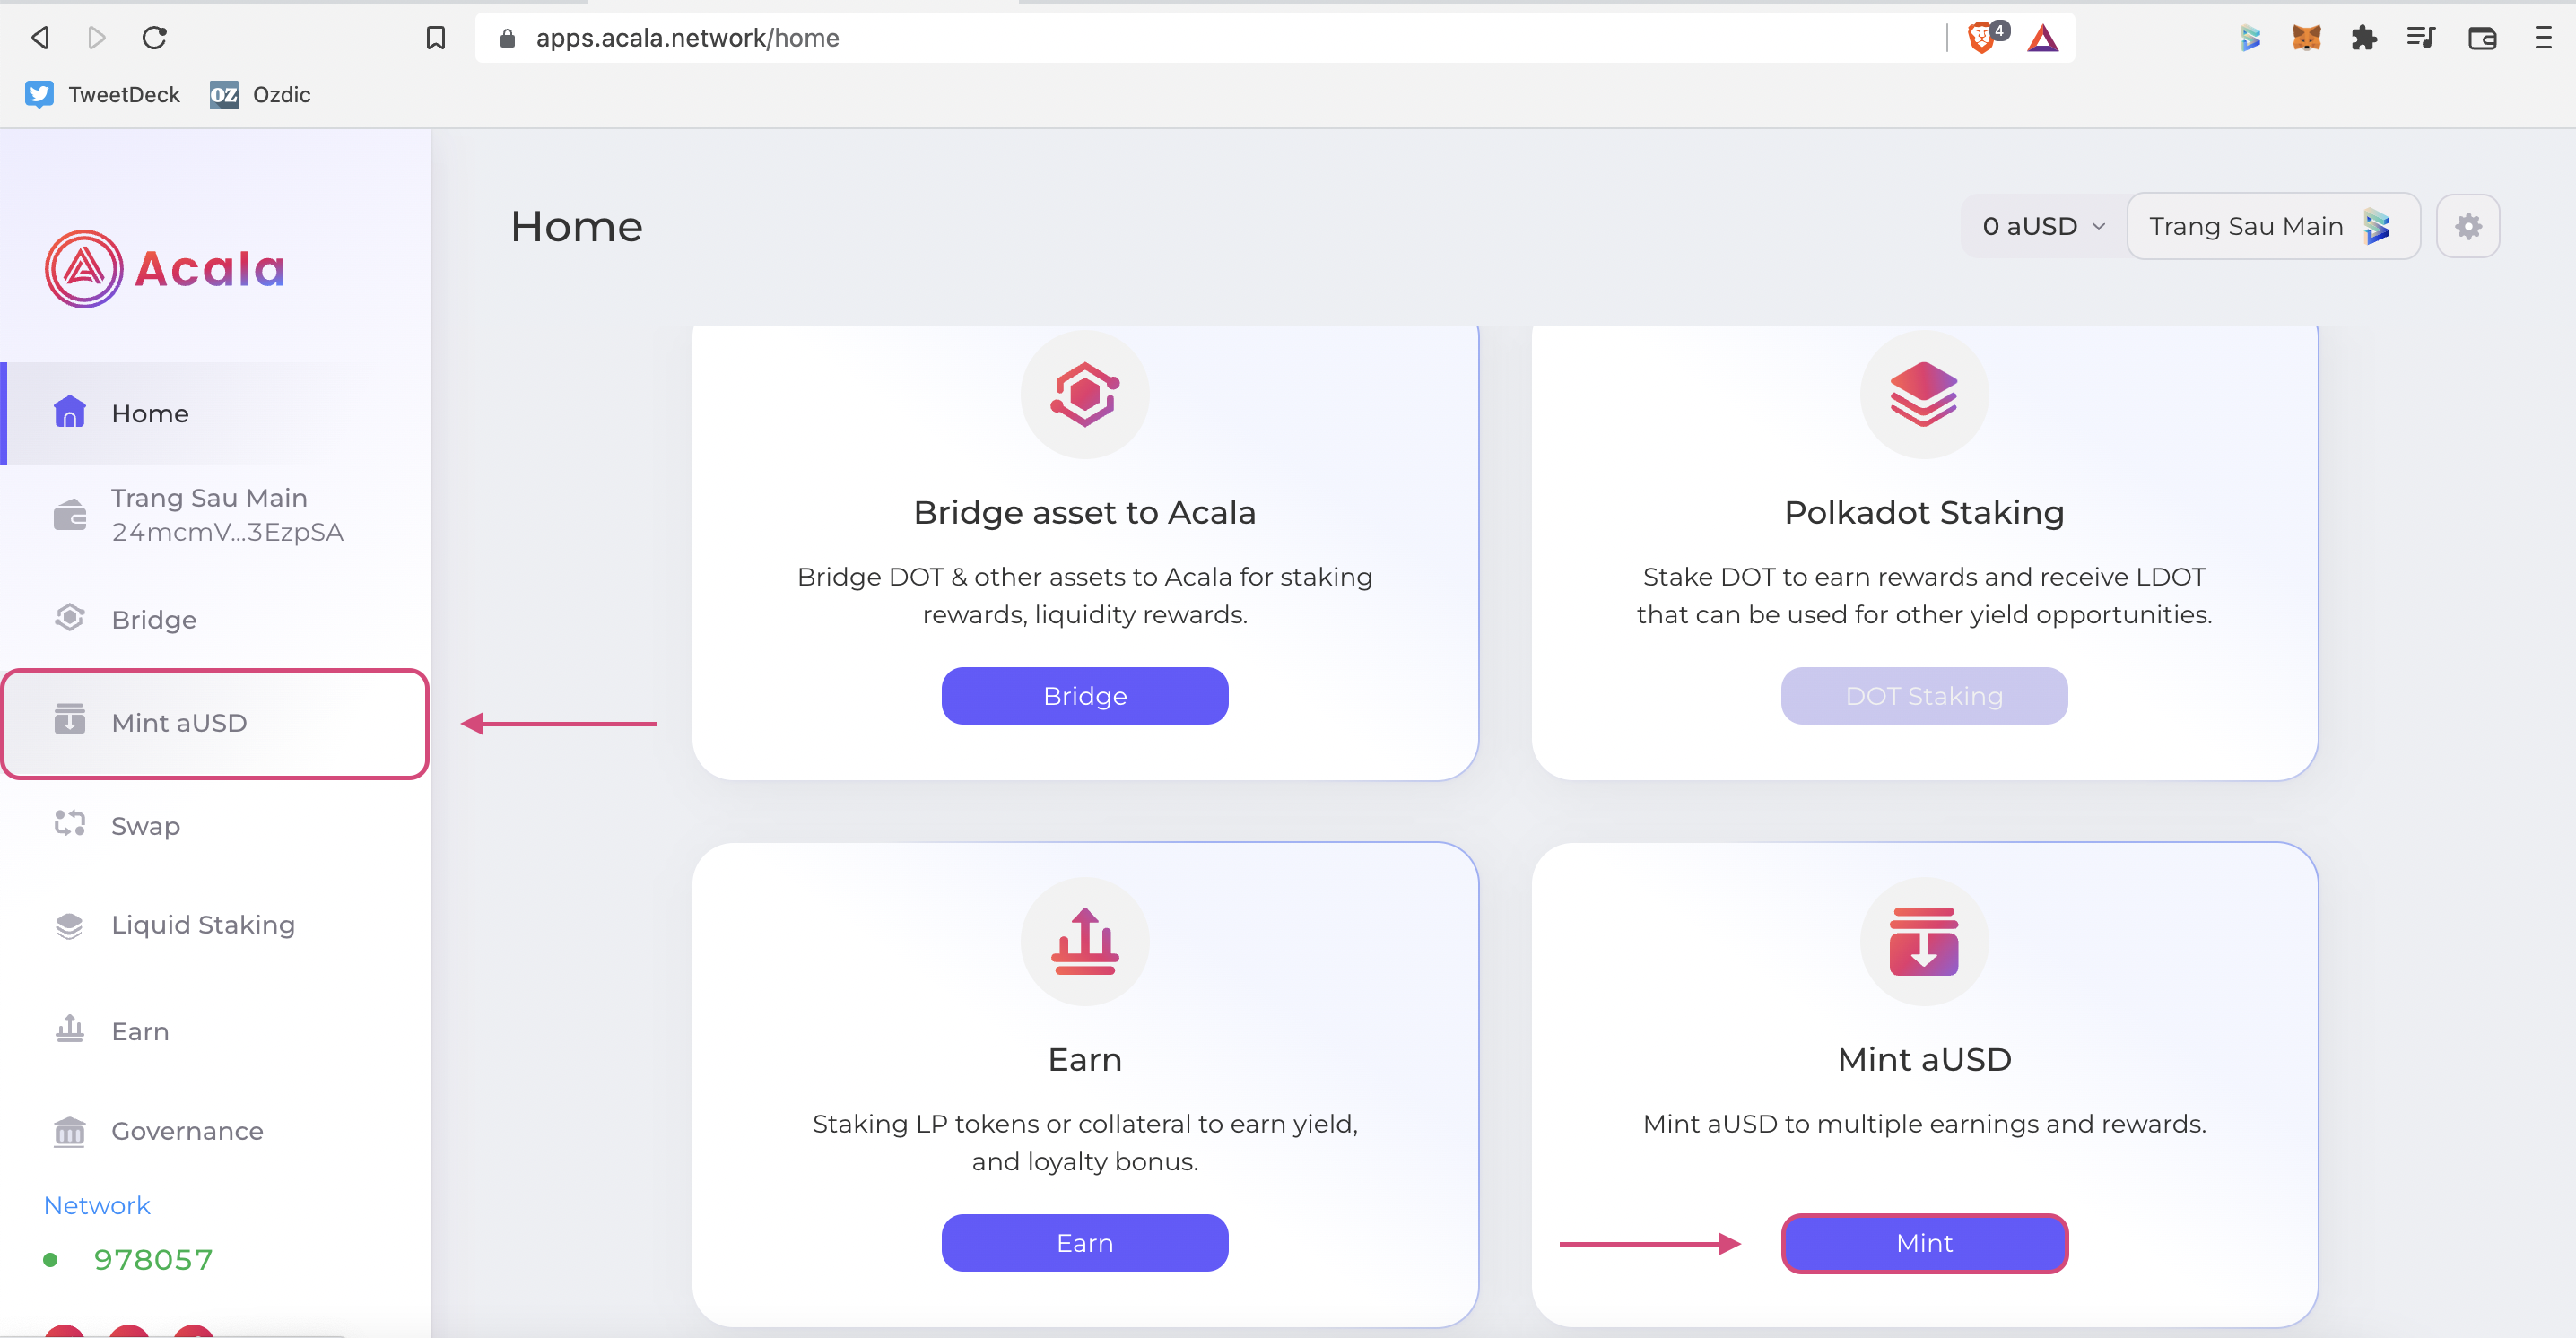 apps.acala.network/home
4
TweetDeck
OZ Ozdic
Acala
Home
Trang Sau Main
24mcmV...3EzpSA
Bridge
Mint aUSD
Swap
Liquid Staking
Earn
Governance
Network
978057
Home
0 aUSD
Trang Sau Main
Bridge asset to Acala
Bridge DOT & other assets to Acala for staking
rewards, liquidity rewards.
Bridge
Polkadot Staking
Stake DOT to earn rewards and receive LDOT
that can be used for other yield opportunities.
DOT Staking
Earn
Staking LP tokens or collateral to earn yield,
and loyalty bonus.
Earn
Mint aUSD
Mint aUSD to multiple earnings and rewards.
Mint